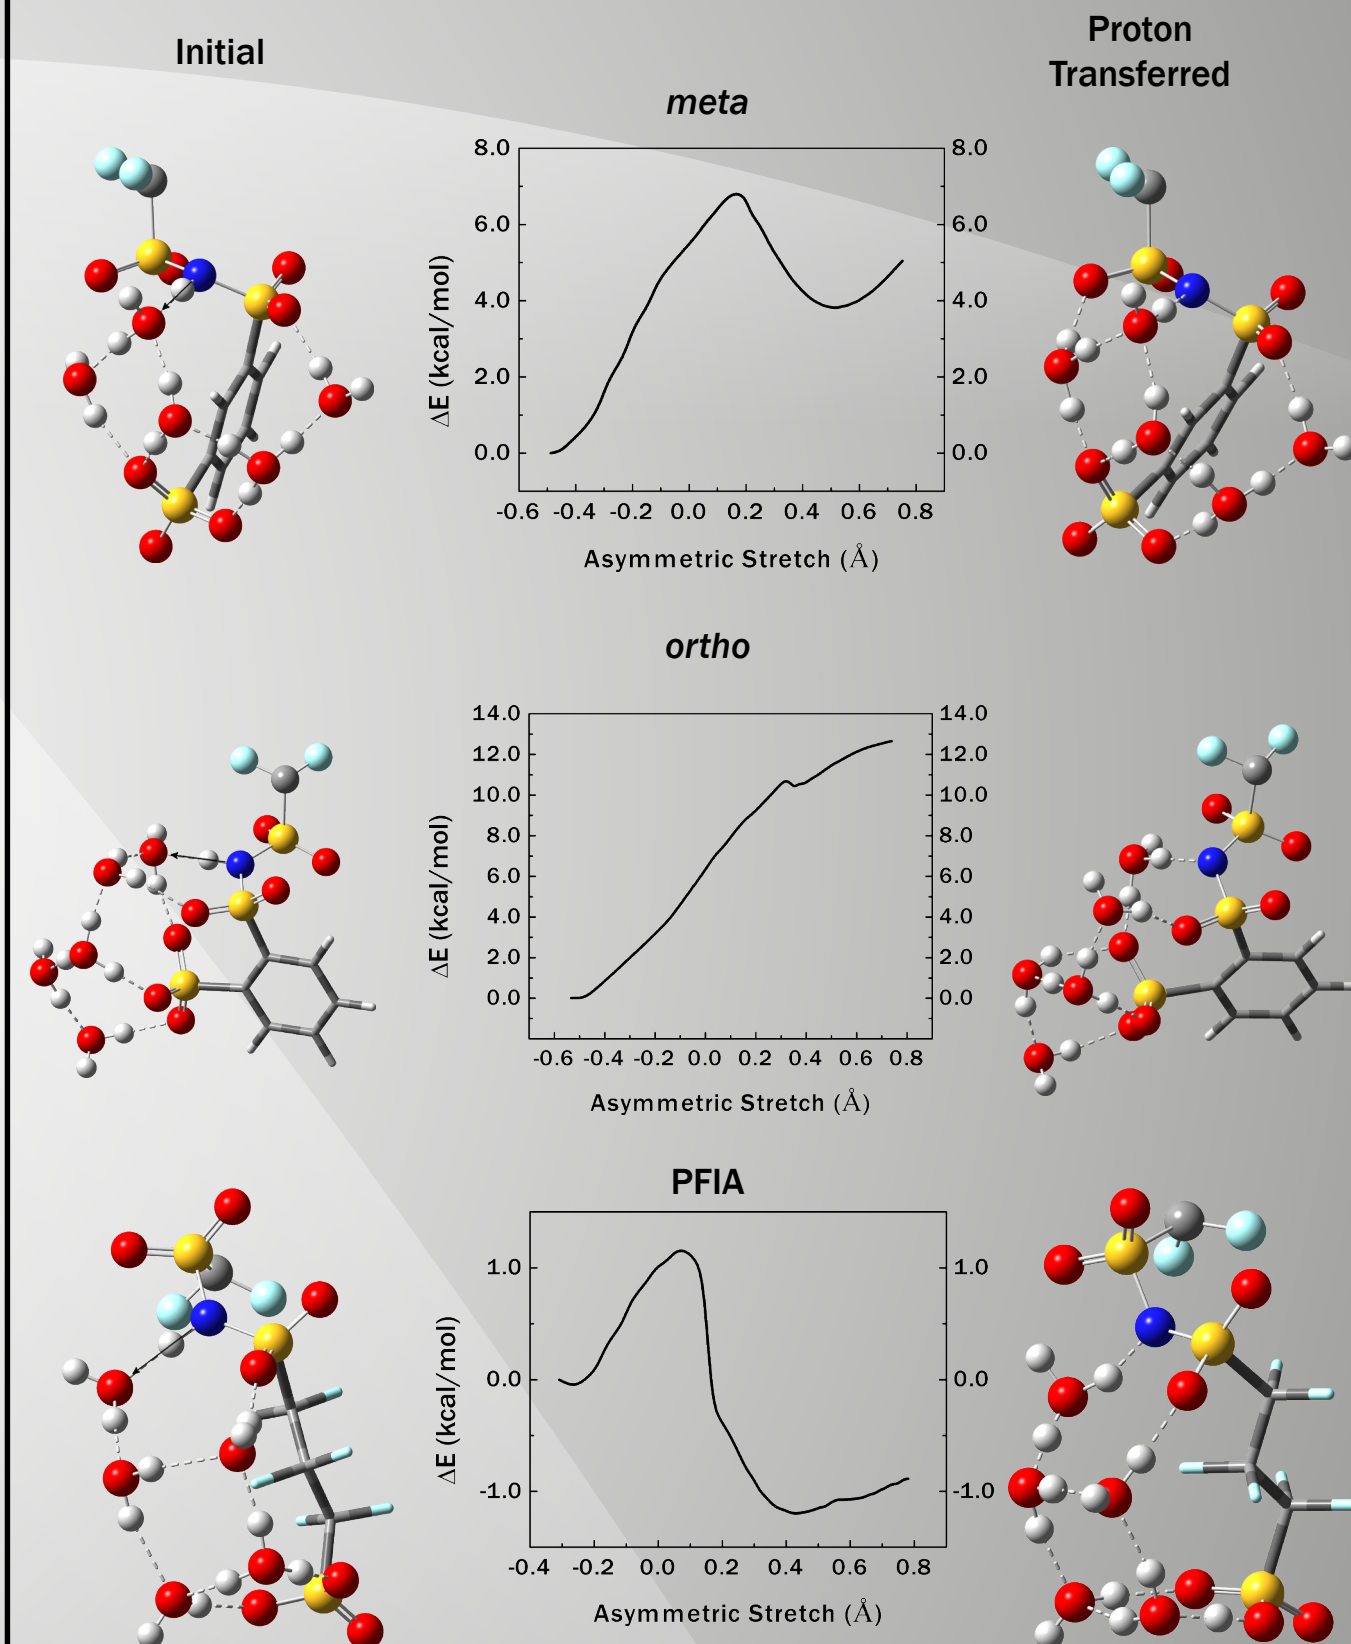 Initial
Proton
Transferred
meta
8.0 8.0
6.0 6.0
4.0 4.0
2.0 2.0
0.0 0.0
ΔE (kcal/mol)
-0.6 -0.4 -0.2 0.0 0.2 0.4 0.6 0.8
Asymmetric Stretch (Å)
ortho
14.0 14.0
12.0 12.0
10.0 10.0
8.0 8.0
6.0 6.0
4.0 4.0
2.0 2.0
0.0 0.0
ΔE (kcal/mol)
-0.6 -0.4 -0.2 0.0 0.2 0.4 0.6 0.8
Asymmetric Stretch (Å)
PFIA
1.0 1.0
0.0 0.0
-1.0 -1.0
ΔE (kcal/mol)
-0.4 -0.2 0.0 0.2 0.4 0.6 0.8
Asymmetric Stretch (Å)